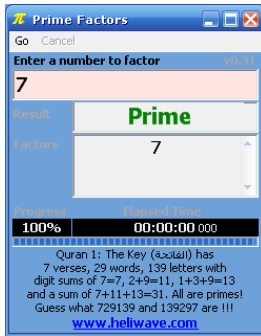 Prime Factors
Go Cancel
Enter a number to factor v0.31
7
Result Prime
Factors 7
Progress Elapsed Time
100% 00:00:00 000
Quran 1: The Key (الفاتحة) has
7 verses, 29 words, 139 letters with
digit sums of 7=7, 2+9=11, 1+3+9=13
and a sum of 7+11+13=31. All are primes!
Guess what 729139 and 139297 are !!!
www.heliwave.com